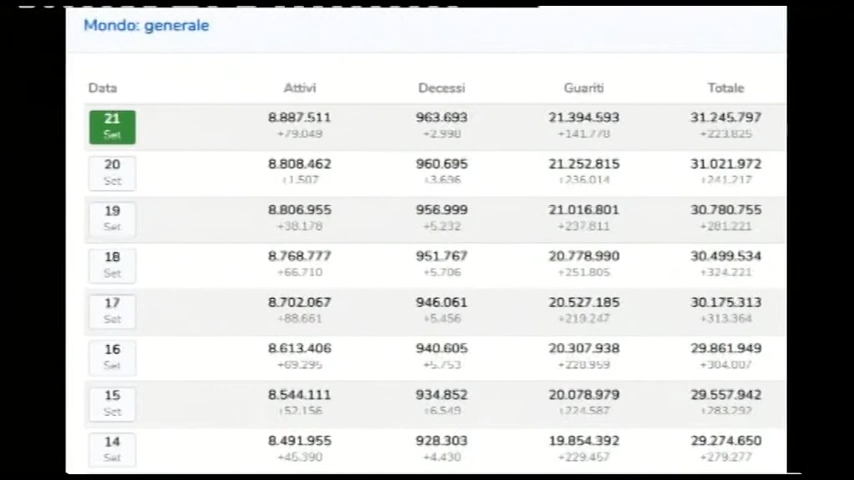 Mondo: generale
Data Attivi Decessi Guariti Totale
21 8.887.511 963.693 21.394.593 31.245.797
Set +79.049 +2.998 +141.778 +223.825
20 8.808.462 960.695 21.252.815 31.021.972
Set +1.507 +3.696 +236.014 +241.217
19 8.806.955 956.999 21.016.801 30.780.755
Set +38.178 +5.232 +237.811 +281.221
18 8.768.777 951.767 20.778.990 30.499.534
Set +66.710 +5.706 +251.805 +324.221
17 8.702.067 946.061 20.527.185 30.175.313
Set +88.661 +5.456 +219.247 +313.364
16 8.613.406 940.605 20.307.938 29.861.949
Set +69.295 +5.753 +228.959 +304.007
15 8.544.111 934.852 20.078.979 29.557.942
Set +52.156 +6.549 +224.587 +283.292
14 8.491.955 928.303 19.854.392 29.274.650
Set +45.390 +4.430 +229.457 +279.277